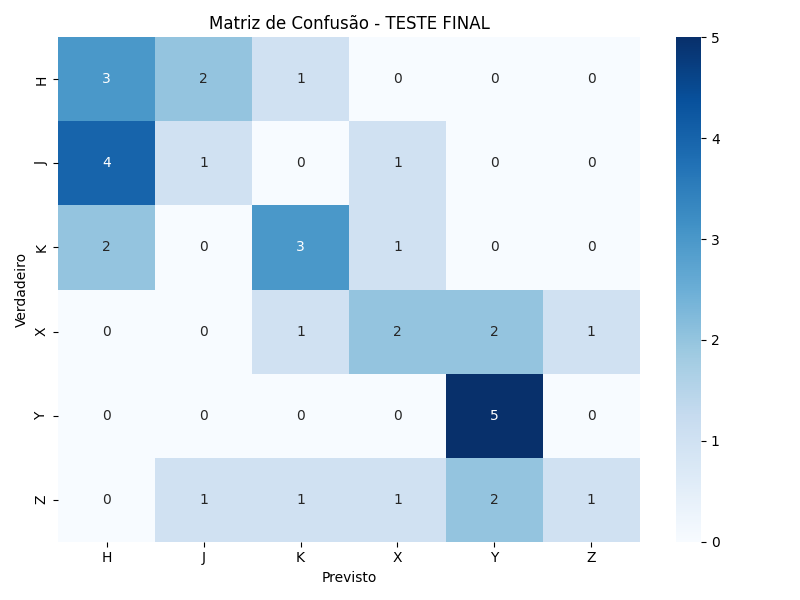 Matriz de Confusão - TESTE FINAL
Verdadeiro
H 3 2 1 0 0 0
J 4 1 0 1 0 0
K 2 0 3 1 0 0
X 0 0 1 2 2 1
Y 0 0 0 0 5 0
Z 0 1 1 1 2 1
H J K X Y Z
Previsto
5
4
3
2
1
0